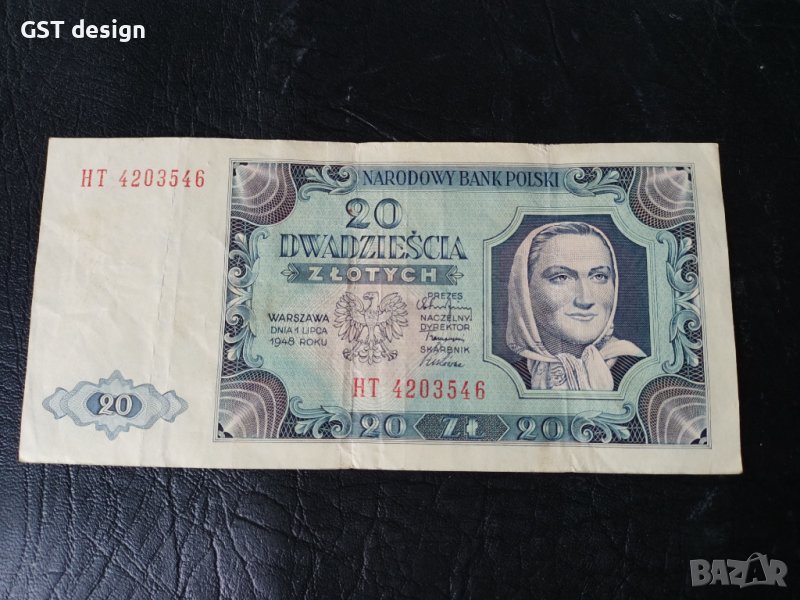 GST design
HT 4203546
NARODOWY BANK POLSKI
20
DWADZIEŚCIA
ZŁOTYCH
WARSZAWA
DNIA 1 LIPCA
1948 ROKU
PREZES
NACZELNY
DYREKTOR
SKARBNIK
HT 4203546
20
20 ZŁ 20
BAZAR